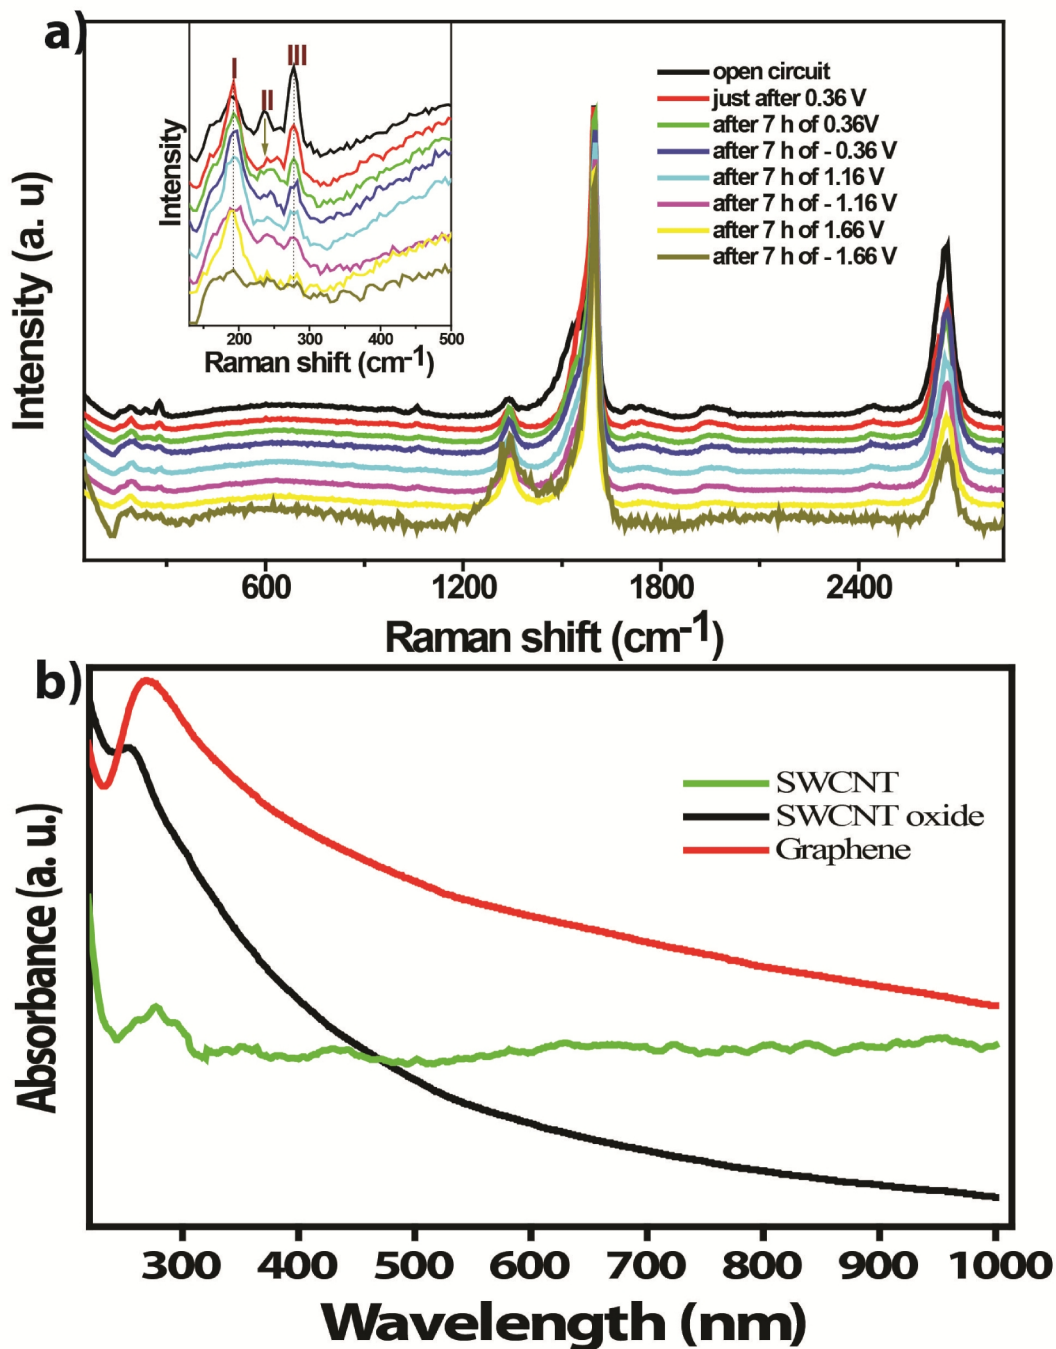 a)
I
II
III
Intensity
200
300
400
500
Raman shift (cm-1)
open circuit
just after 0.36 V
after 7 h of 0.36V
after 7 h of - 0.36 V
after 7 h of 1.16 V
after 7 h of - 1.16 V
after 7 h of 1.66 V
after 7 h of - 1.66 V
Intensity (a. u)
600
1200
1800
2400
Raman shift (cm-1)
b)
SWCNT
SWCNT oxide
Graphene
Absorbance (a. u.)
300
400
500
600
700
800
900
1000
Wavelength (nm)